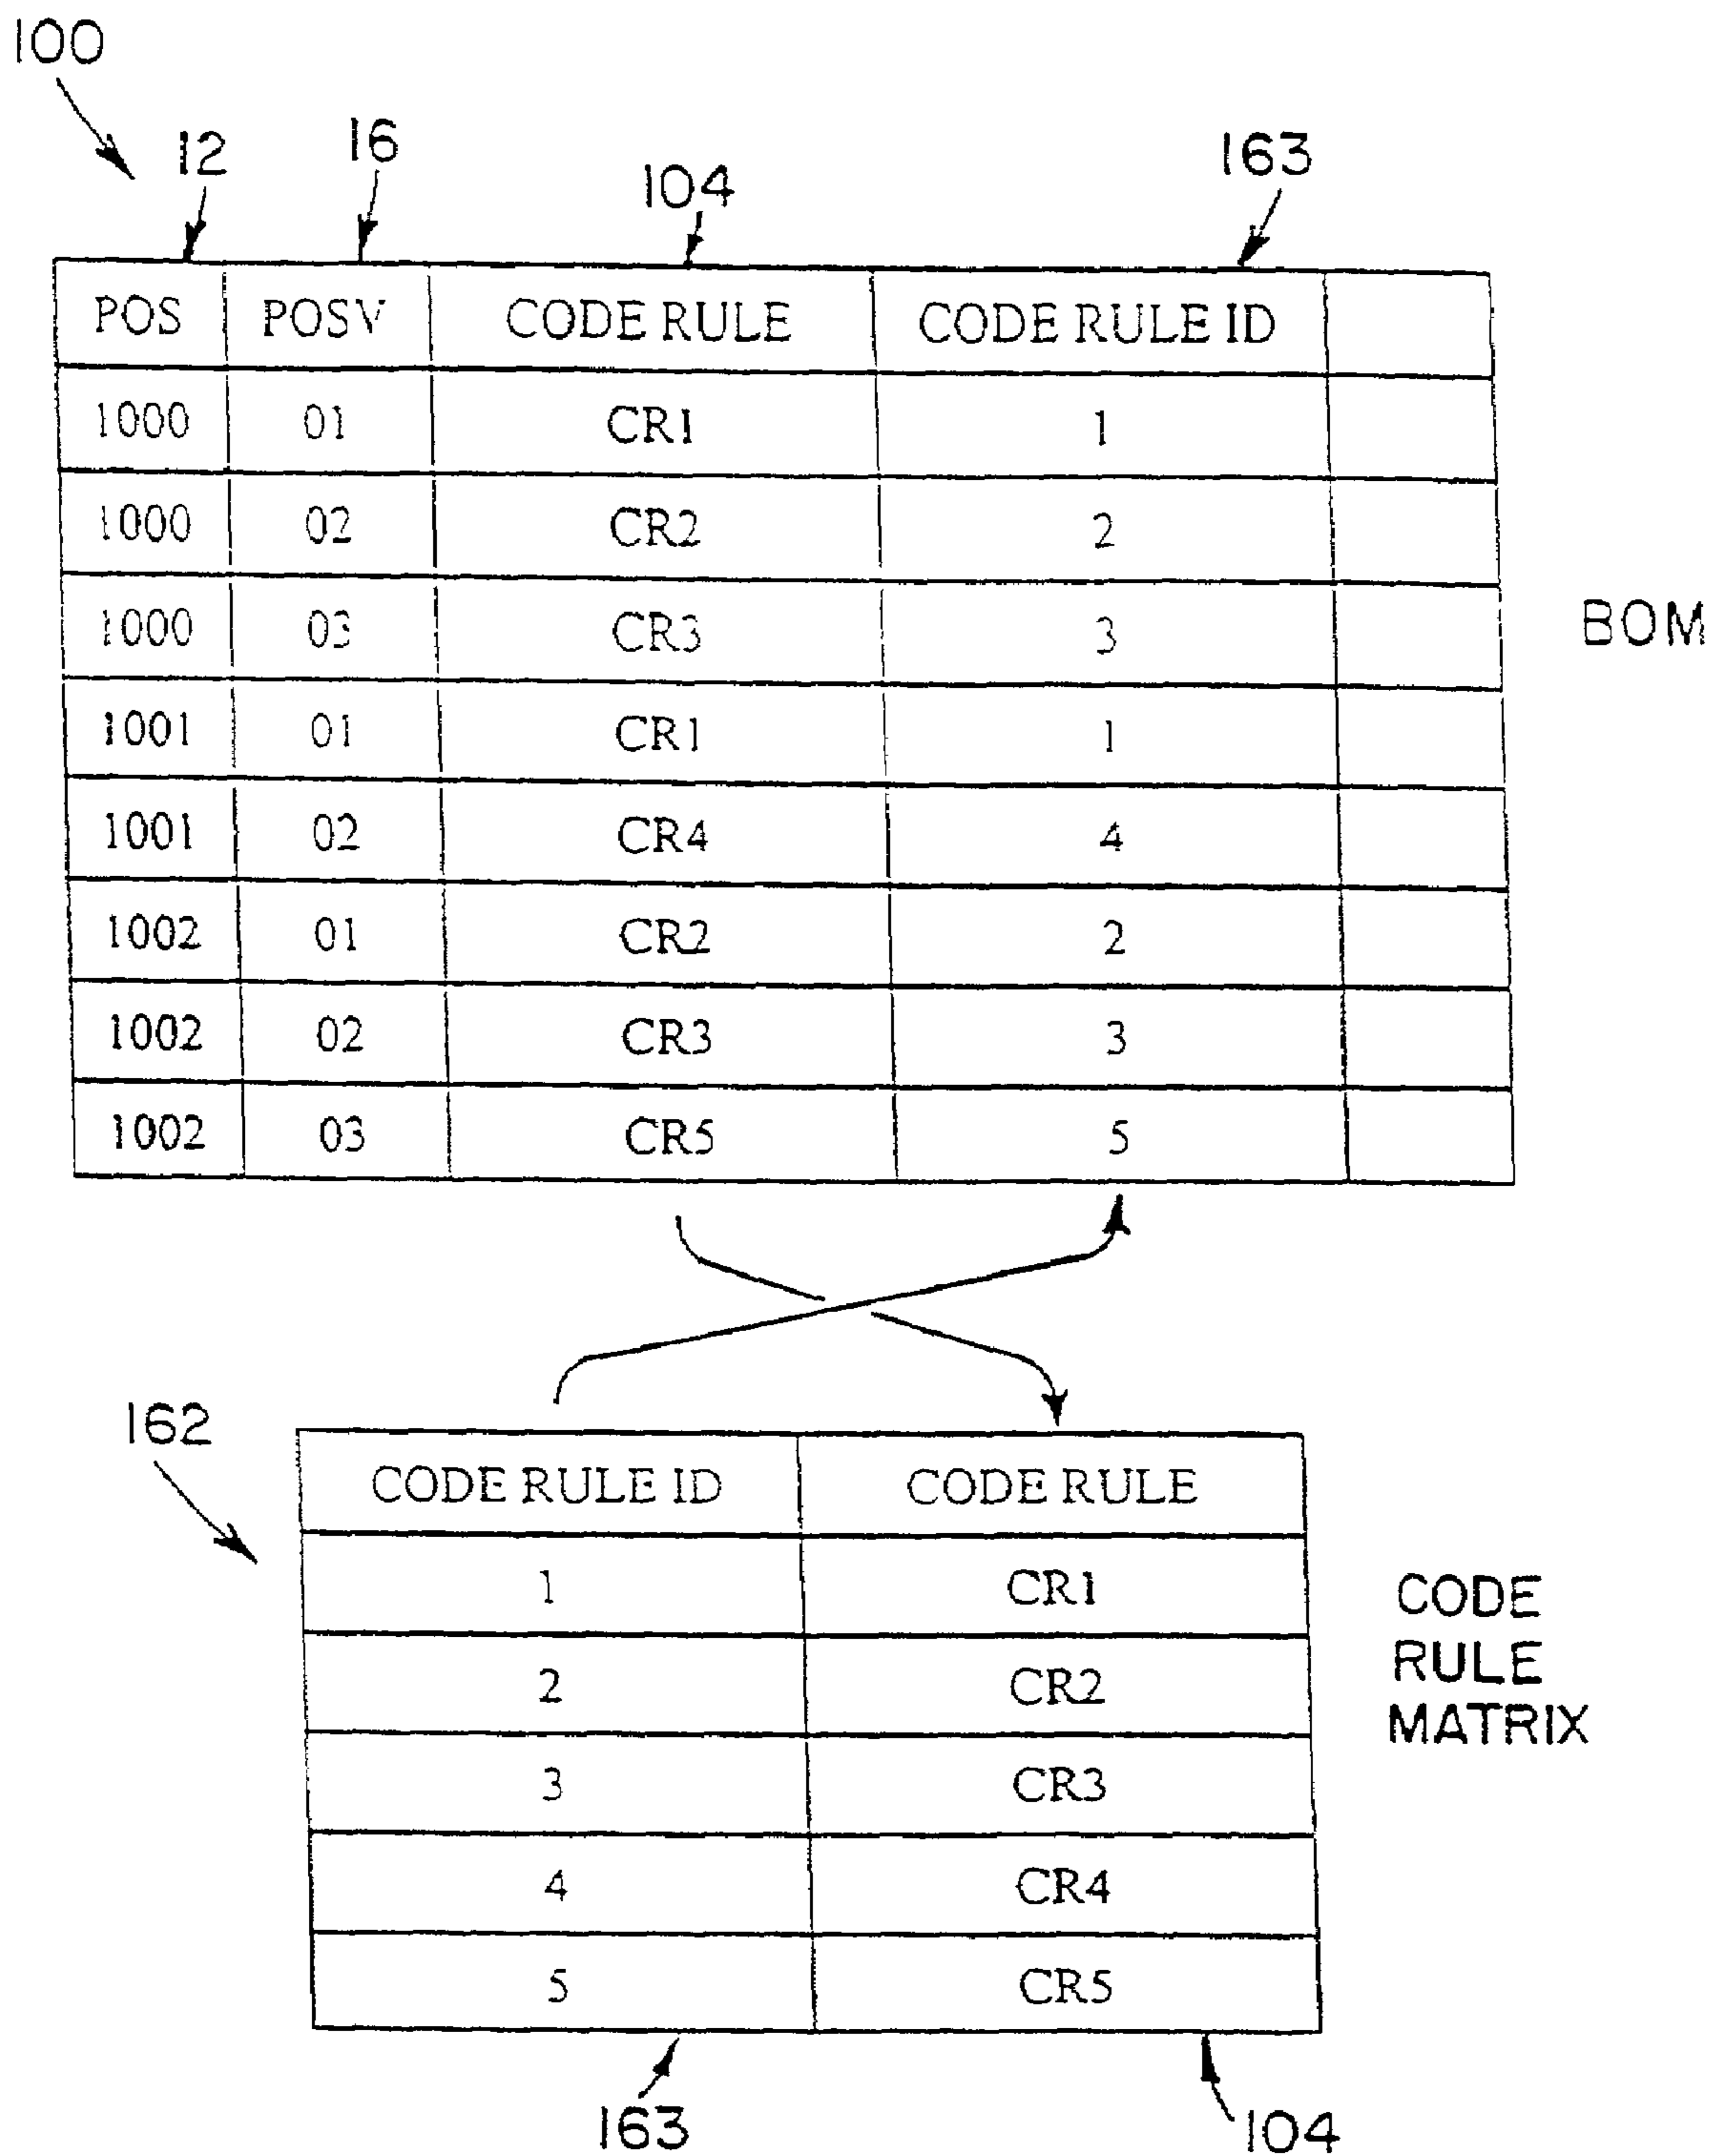 100
12 16 104 163
POS POSV CODE RULE CODE RULE ID
1000 01 CR1 1
1000 02 CR2 2
1000 03 CR3 3
BOM
1001 01 CR1 1
1001 02 CR4 4
1002 01 CR2 2
1002 02 CR3 3
1002 03 CR5 5
162
CODE RULE ID CODE RULE
1 CR1
2 CR2
3 CR3
4 CR4
5 CR5
CODE
RULE
MATRIX
163 104